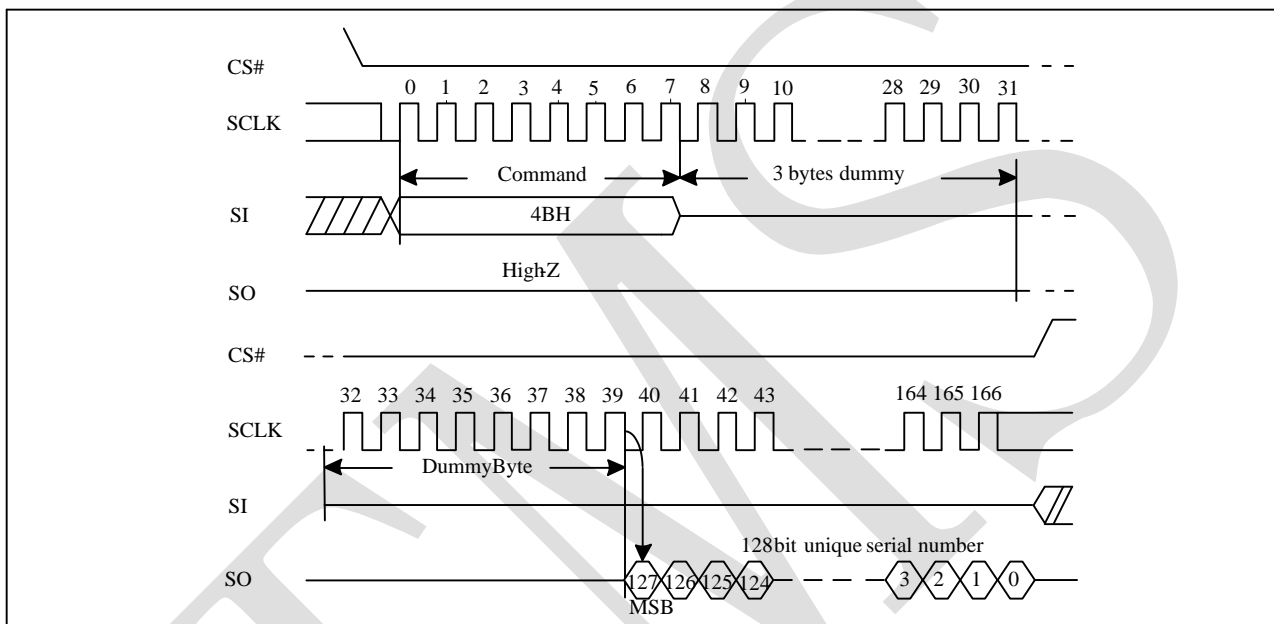 CS#
0 1 2 3 4 5 6 7 8 9 10 28 29 30 31
SCLK
Command 3 bytes dummy
SI 4BH
High-Z
SO
CS#
32 33 34 35 36 37 38 39 40 41 42 43 164 165 166
SCLK
DummyByte
SI
128bit unique serial number
SO 127 126 125 124 3 2 1 0
MSB